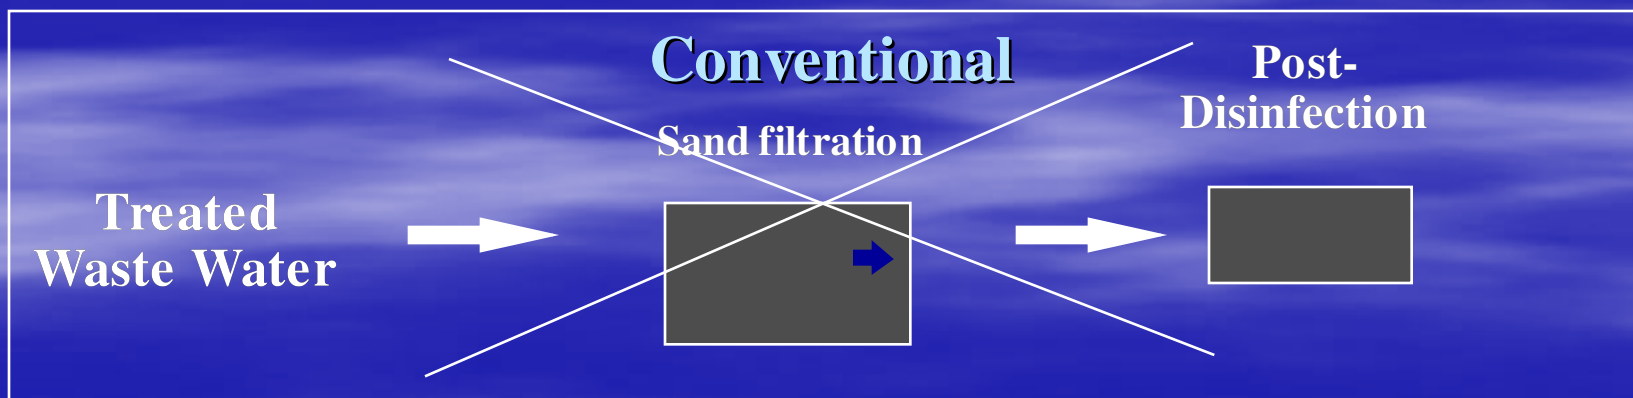 Conventional
Post-
Disinfection
Sand filtration
Treated
Waste Water